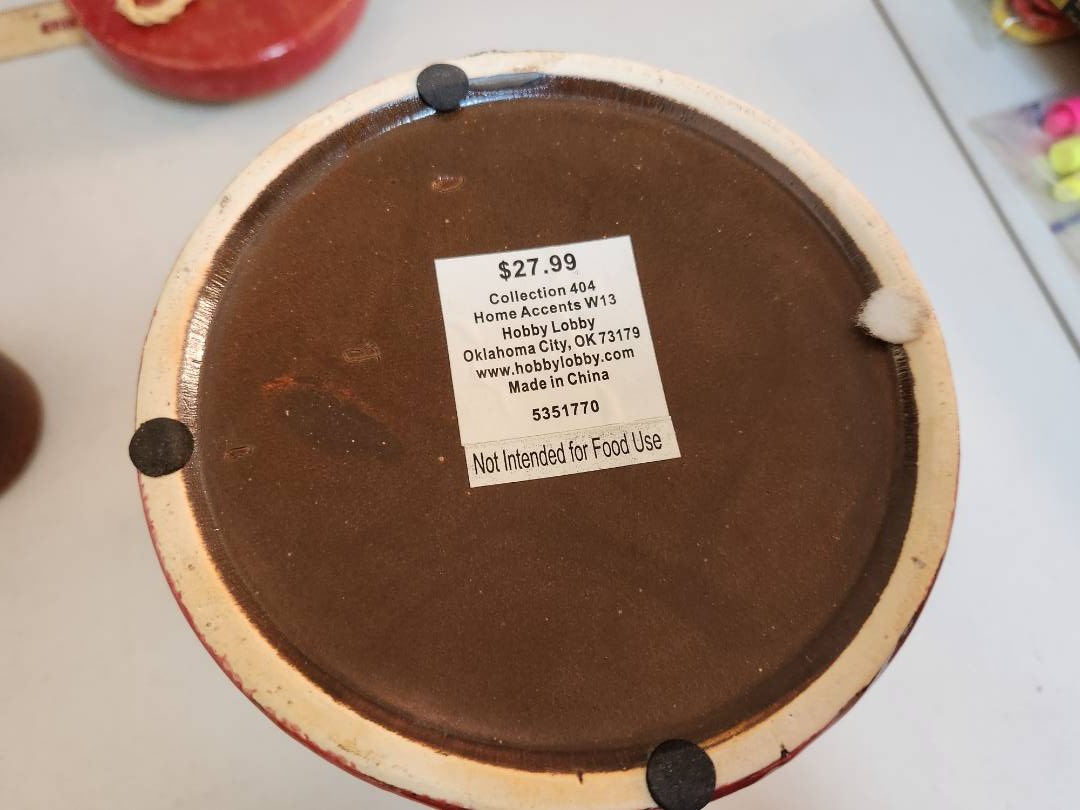 $27.99
Collection 404
Home Accents W13
Hobby Lobby
Oklahoma City, OK 73179
www.hobbylobby.com
Made in China
5351770
Not Intended for Food Use